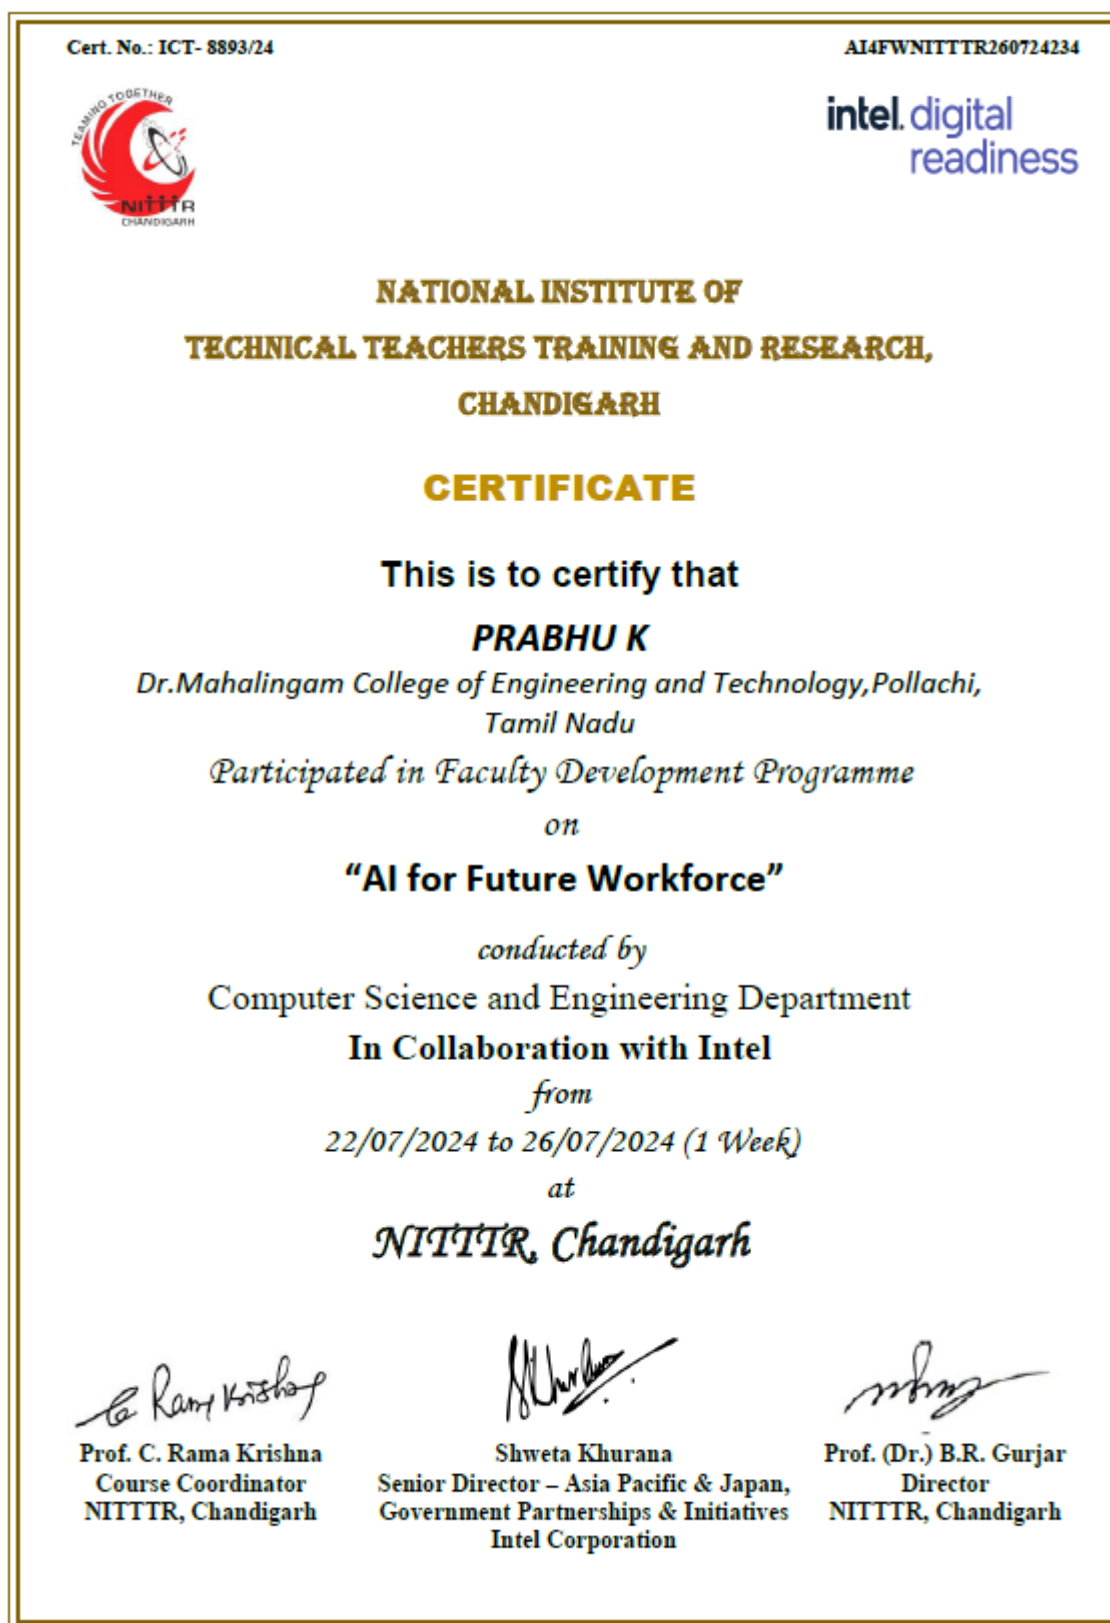 Cert. No.: ICT- 8893/24
AI4FWNITTTR260724234
TEAMING TOGETHER
NITTTR
CHANDIGARH
intel. digital
readiness
NATIONAL INSTITUTE OF
TECHNICAL TEACHERS TRAINING AND RESEARCH,
CHANDIGARH
CERTIFICATE
This is to certify that
PRABHU K
Dr.Mahalingam College of Engineering and Technology,Pollachi,
Tamil Nadu
Participated in Faculty Development Programme
on
“AI for Future Workforce”
conducted by
Computer Science and Engineering Department
In Collaboration with Intel
from
22/07/2024 to 26/07/2024 (1 Week)
at
NITTTR, Chandigarh
C. Rama Krishna
SKhurana
Prof. C. Rama Krishna
Course Coordinator
NITTTR, Chandigarh
Shweta Khurana
Senior Director – Asia Pacific & Japan,
Government Partnerships & Initiatives
Intel Corporation
Prof. (Dr.) B.R. Gurjar
Director
NITTTR, Chandigarh